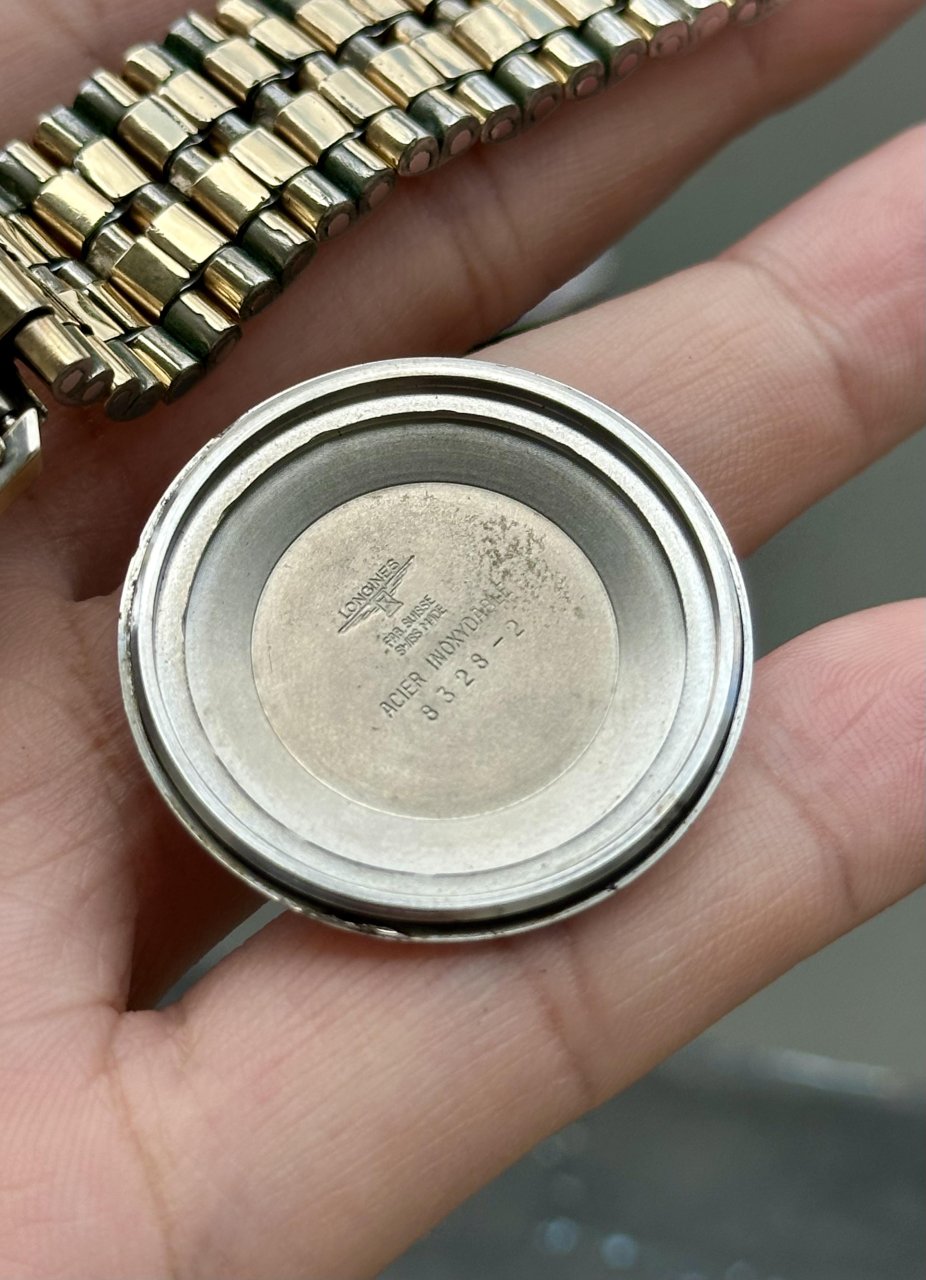 LONGINES
FAB. SUISSE
SWISS MADE
ACIER INOXYDABLE
8328-2